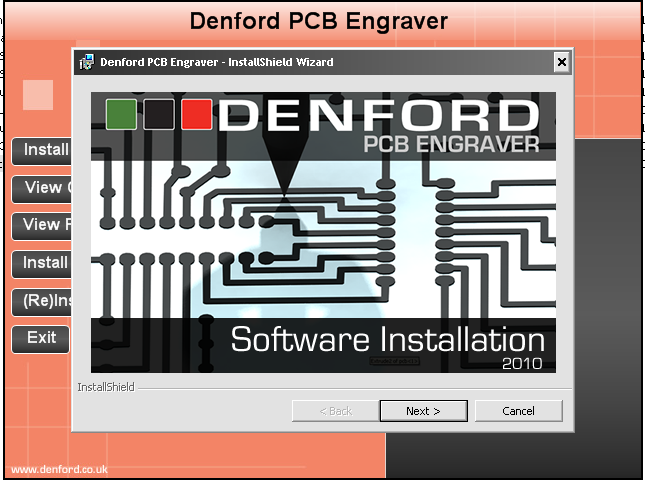 Denford PCB Engraver
Denford PCB Engraver - InstallShield Wizard
DENFORD
PCB ENGRAVER
Install
View
View
Install
(Re)Ins
Exit
Software Installation
2010
InstallShield
< Back
Next >
Cancel
www.denford.co.uk